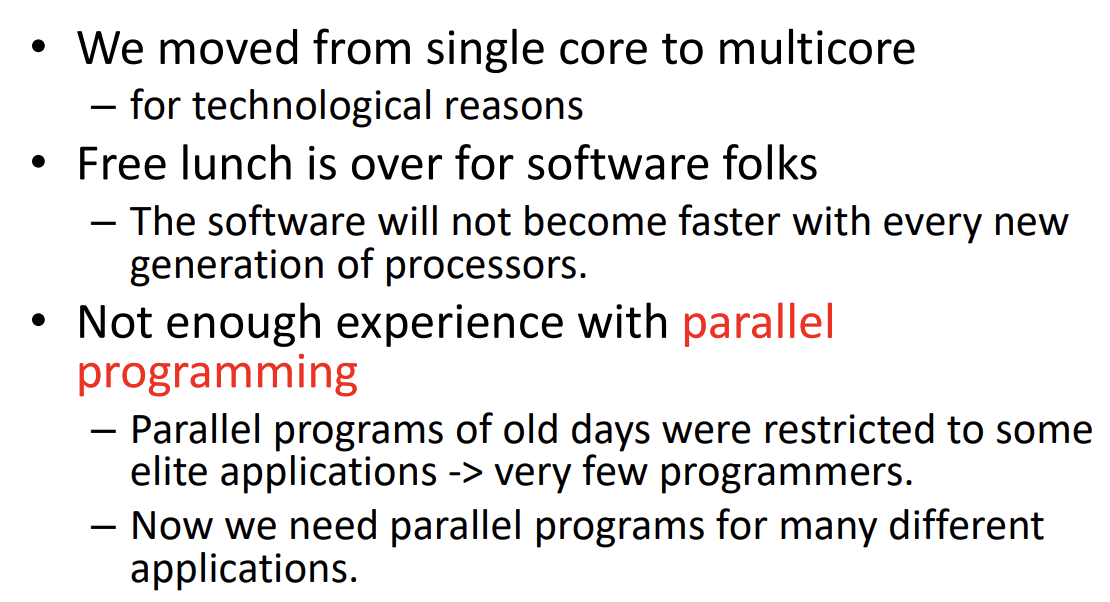 • We moved from single core to multicore
– for technological reasons
• Free lunch is over for software folks
– The software will not become faster with every new
generation of processors.
• Not enough experience with parallel
programming
– Parallel programs of old days were restricted to some
elite applications -> very few programmers.
– Now we need parallel programs for many different
applications.